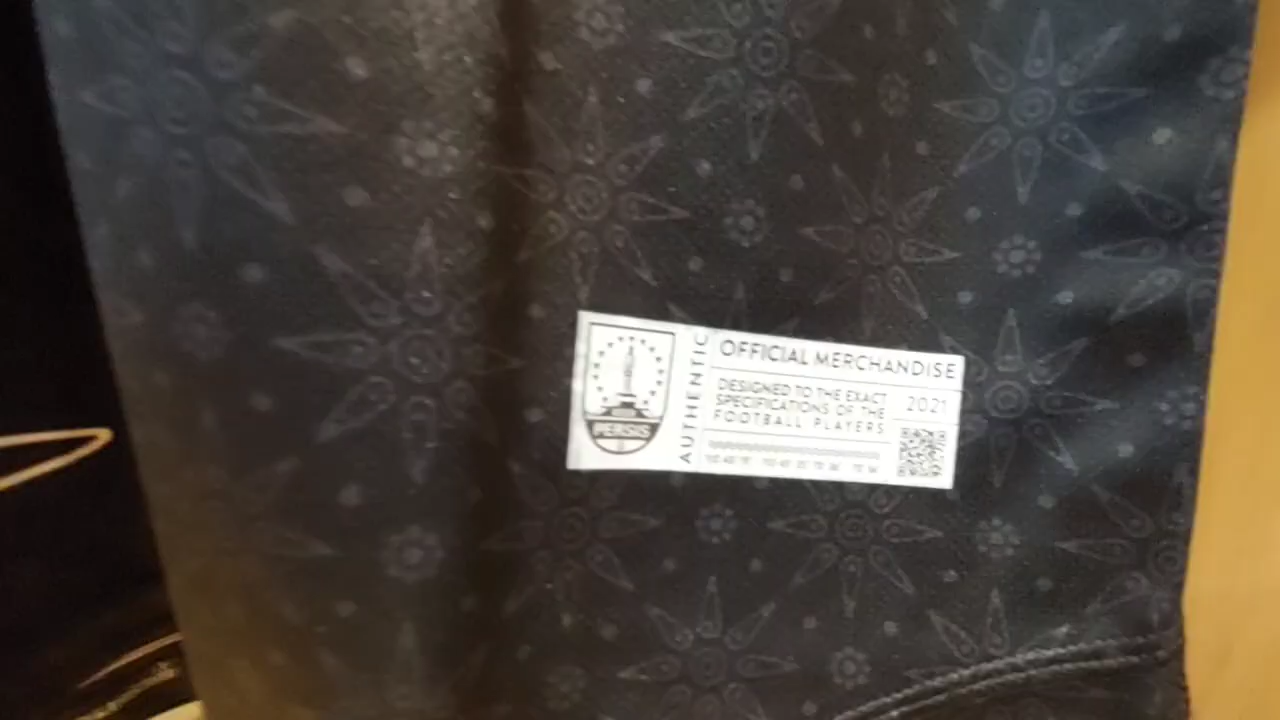 PERSIS
AUTHENTIC
OFFICIAL MERCHANDISE
DESIGNED TO THE EXACT
SPECIFICATIONS OF THE
FOOTBALL PLAYERS
2021